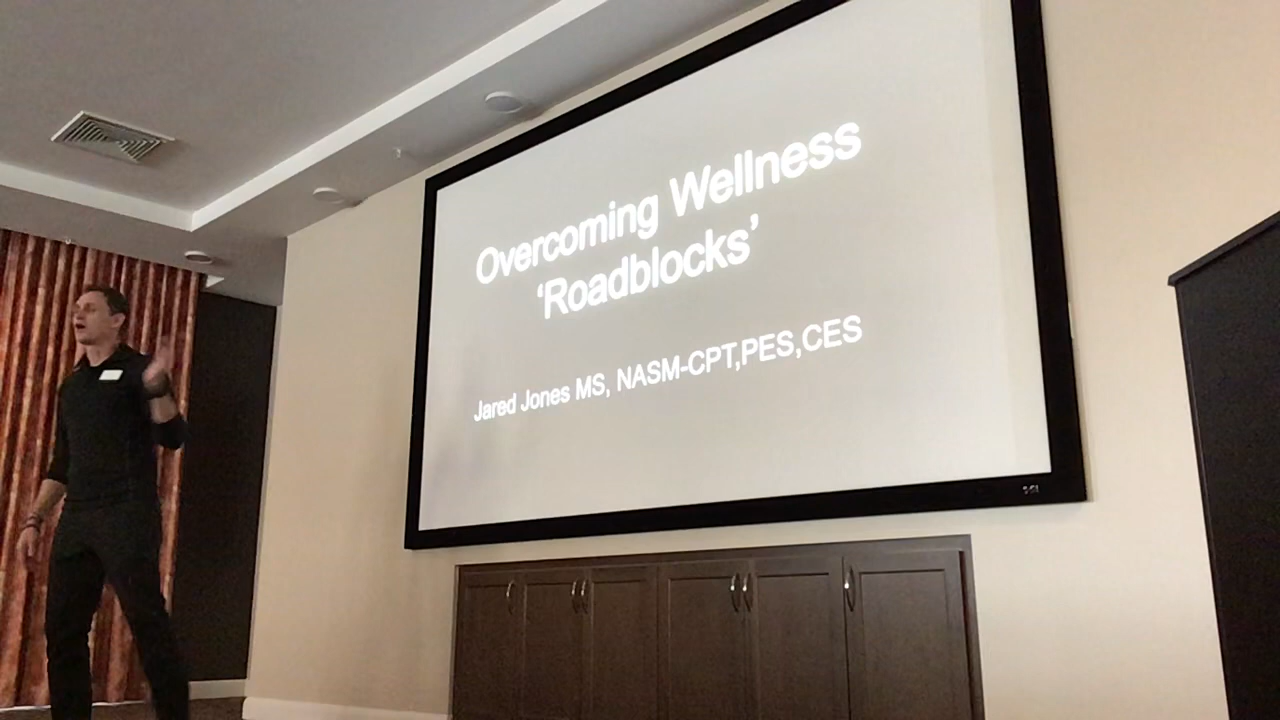 Overcoming Wellness
‘Roadblocks’
Jared Jones MS, NASM-CPT,PES,CES